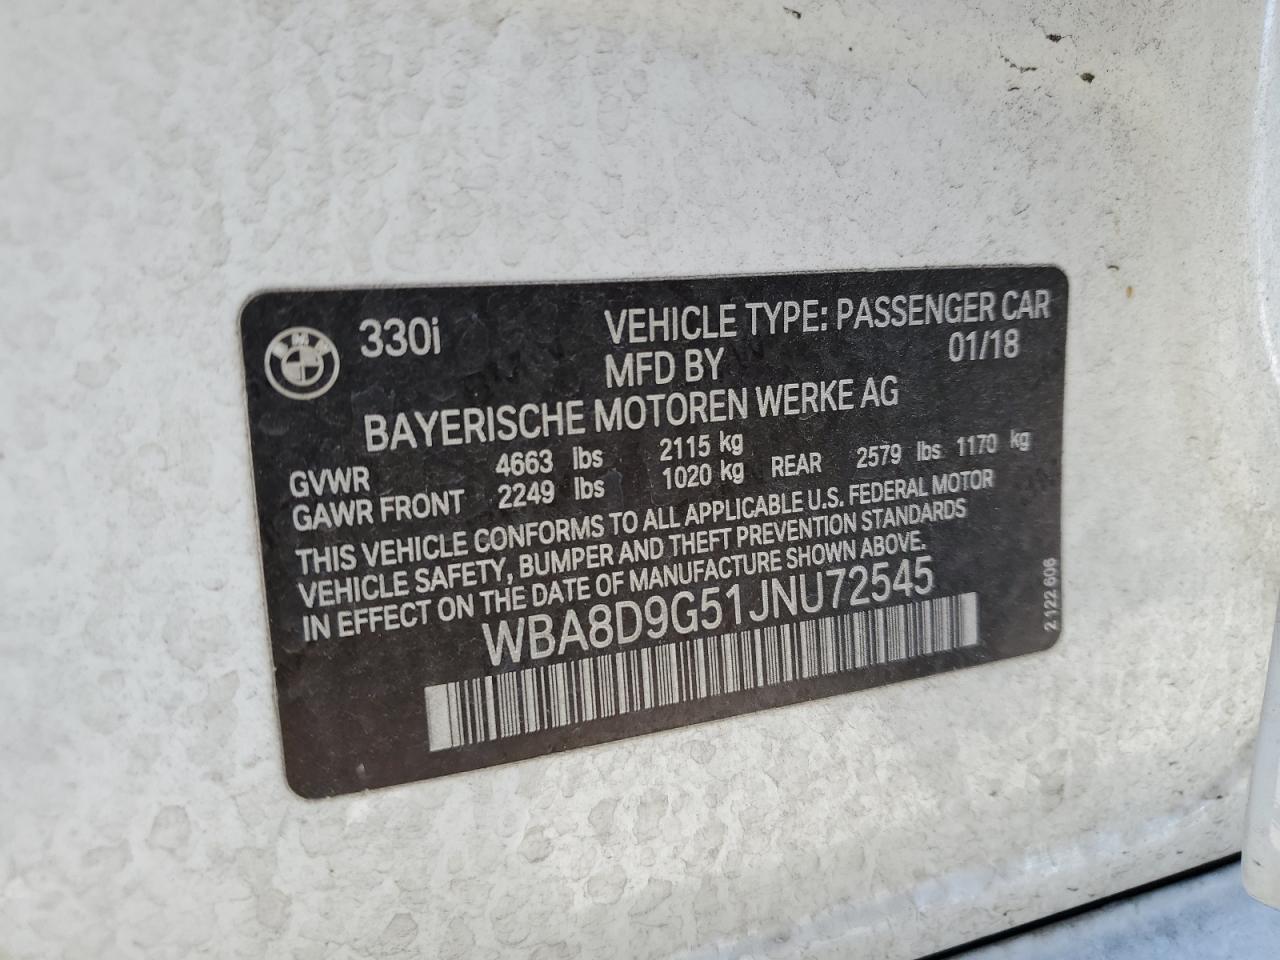 BMW
330i
VEHICLE TYPE: PASSENGER CAR
MFD BY
01/18
BAYERISCHE MOTOREN WERKE AG
GVWR 4663 lbs 2115 kg
GAWR FRONT 2249 lbs 1020 kg REAR 2579 lbs 1170 kg
THIS VEHICLE CONFORMS TO ALL APPLICABLE U.S. FEDERAL MOTOR
VEHICLE SAFETY, BUMPER AND THEFT PREVENTION STANDARDS
IN EFFECT ON THE DATE OF MANUFACTURE SHOWN ABOVE.
WBA8D9G51JNU72545
2 122 606